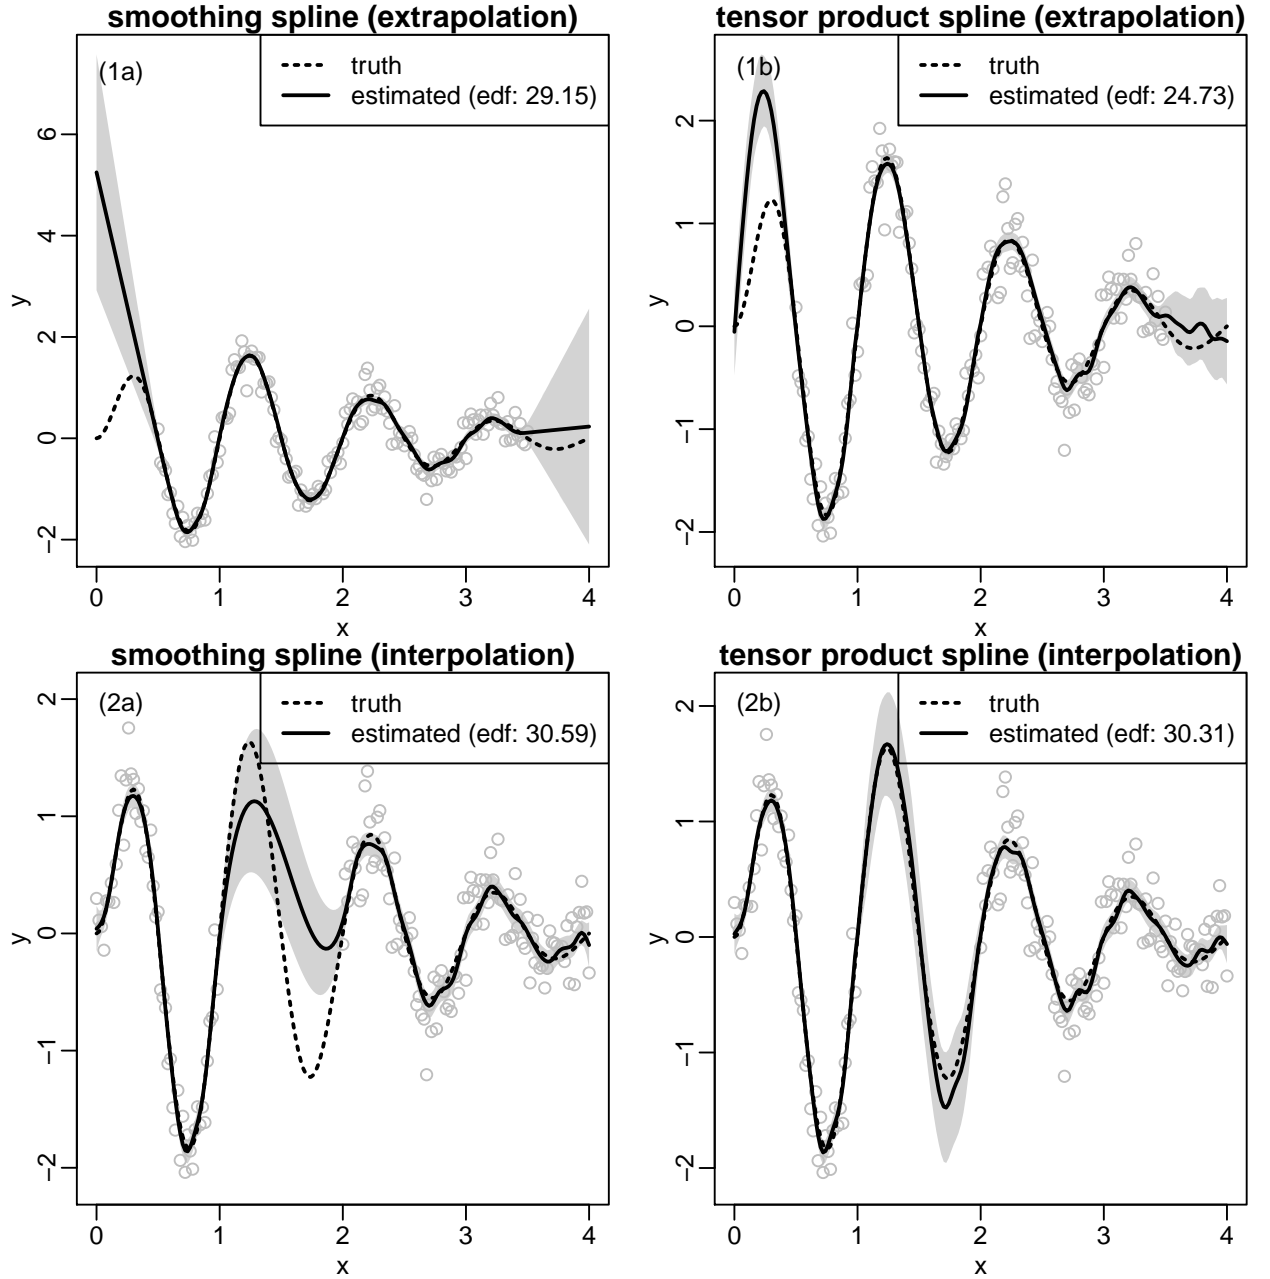 smoothing spline (extrapolation)
(1a)
truth
estimated (edf: 29.15)
y
6
4
2
0
−2
0 1 2 3 4
x
tensor product spline (extrapolation)
(1b)
truth
estimated (edf: 24.73)
y
2
1
0
−1
−2
0 1 2 3 4
x
smoothing spline (interpolation)
(2a)
truth
estimated (edf: 30.59)
y
2
1
0
−1
−2
0 1 2 3 4
x
tensor product spline (interpolation)
(2b)
truth
estimated (edf: 30.31)
y
2
1
0
−1
−2
0 1 2 3 4
x